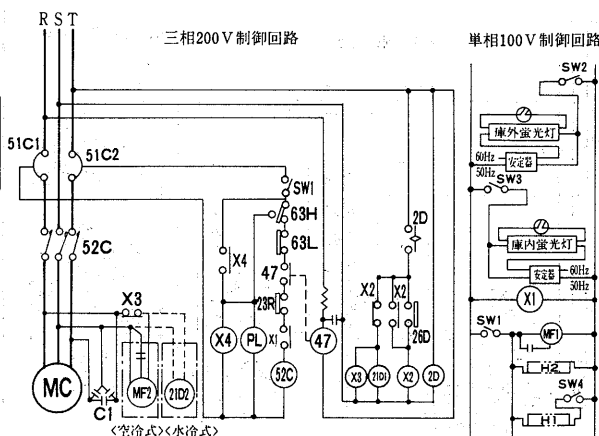 R S T
三相200V制御回路
単相100V制御回路
SW2
庫外蛍光灯
60Hz
50Hz
安定器
SW3
庫内蛍光灯
安定器
60Hz
50Hz
X1
SW1
MF1
H2
SW4
H1
51C1
51C2
52C
X3
MC
C1
MF2
21D2
<空冷式><水冷式>
SW1
63H
63L
X4
47
23R
X1
X4
PL
52C
47
2D
X2
X2
26D
X3
21D1
X2
2D